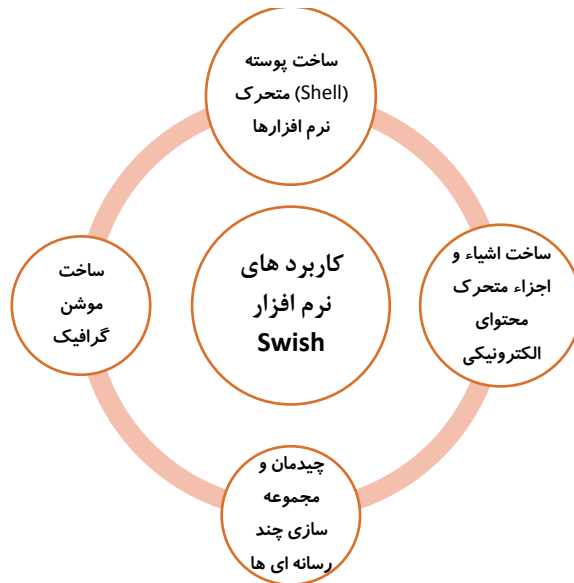 ساخت پوسته
(Shell) متحرک
نرم افزارها
کاربرد های
نرم افزار
Swish
ساخت اشیاء و
اجزاء متحرک
محتوای
الکترونیکی
ساخت
موشن
گرافیک
چیدمان و
مجموعه
سازی چند
رسانه ای ها